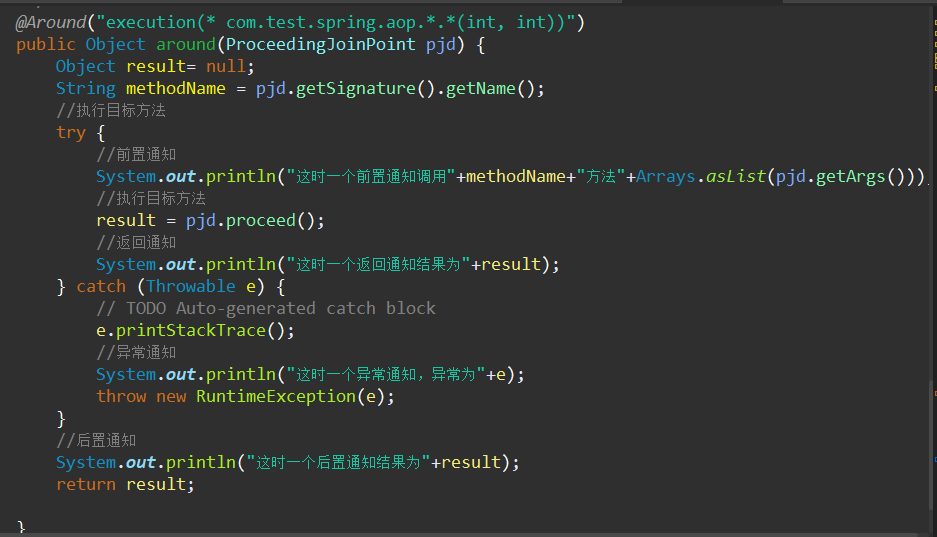 @Around("execution(* com.test.spring.aop.*.*(int, int))")
public Object around(ProceedingJoinPoint pjd) {
Object result= null;
String methodName = pjd.getSignature().getName();
//执行目标方法
try {
//前置通知
System.out.println("这时一个前置通知调用"+methodName+"方法"+Arrays.asList(pjd.getArgs()));
//执行目标方法
result = pjd.proceed();
//返回通知
System.out.println("这时一个返回通知结果为"+result);
} catch (Throwable e) {
// TODO Auto-generated catch block
e.printStackTrace();
//异常通知
System.out.println("这时一个异常通知，异常为"+e);
throw new RuntimeException(e);
}
//后置通知
System.out.println("这时一个后置通知结果为"+result);
return result;
}